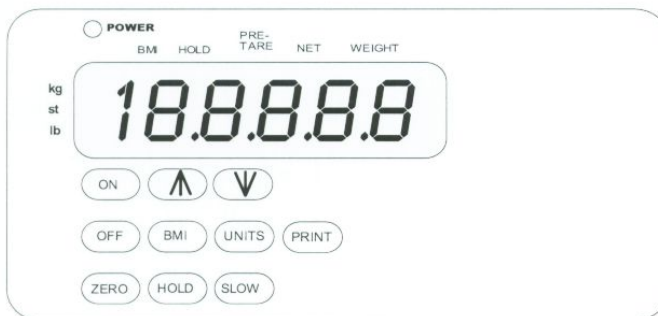 POWER
BMI HOLD PRE-TARE NET WEIGHT
kg
st
lb
18.8.8.8.8
ON
OFF BMI UNITS PRINT
ZERO HOLD SLOW